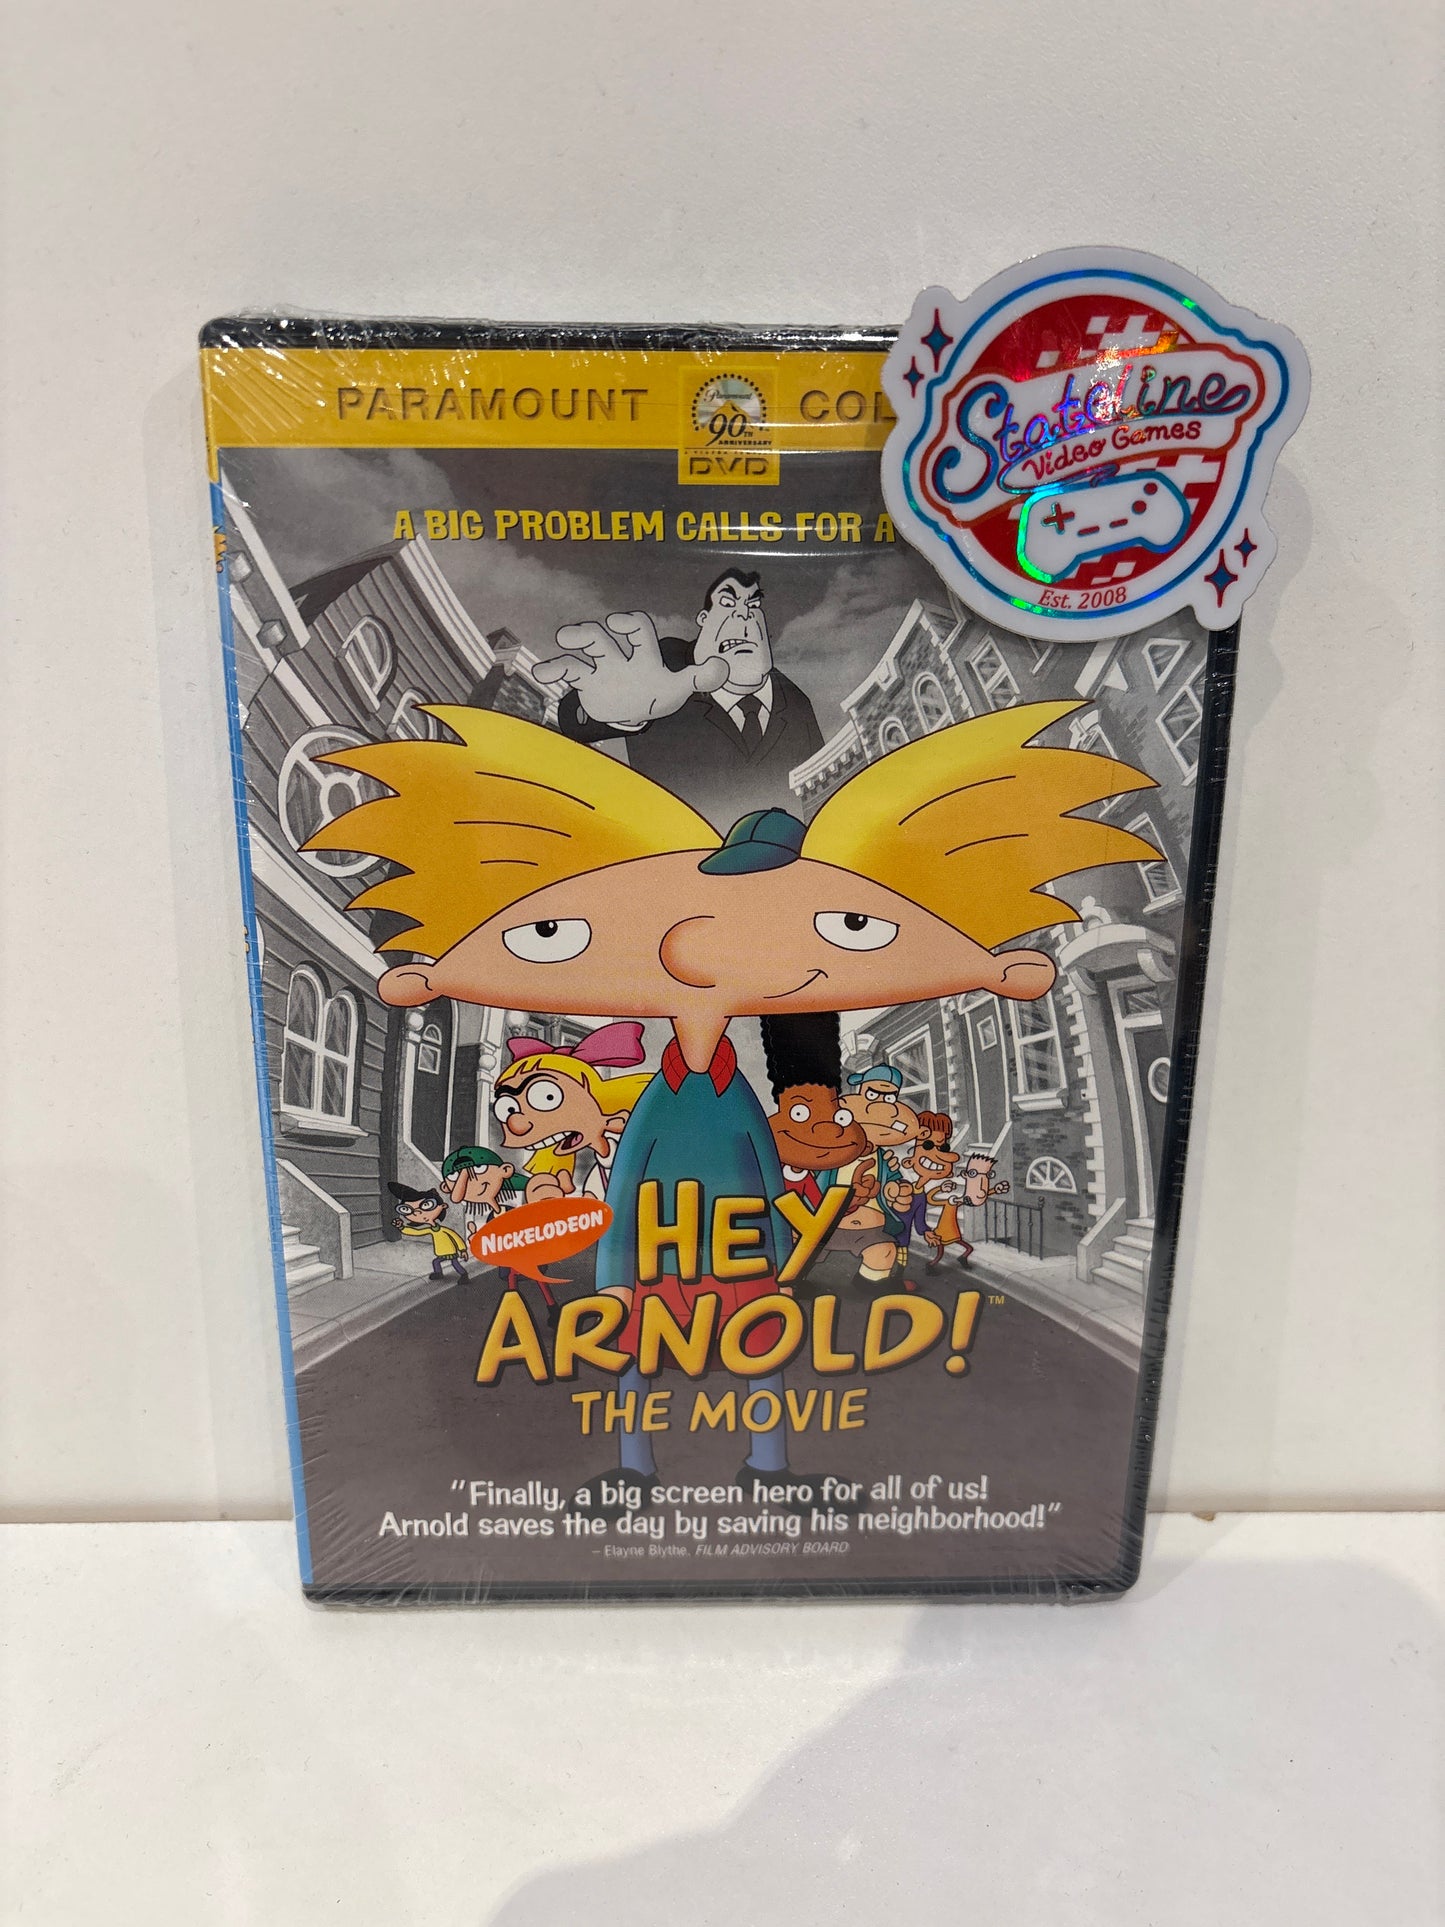 PARAMOUNT
Paramount
90TH
ANNIVERSARY
DVD
COL
Stateline
Video Games
Est. 2008
A BIG PROBLEM CALLS FOR A
NICKELODEON
HEY
ARNOLD!™
THE MOVIE
"Finally, a big screen hero for all of us!
Arnold saves the day by saving his neighborhood!"
– Elayne Blythe, FILM ADVISORY BOARD